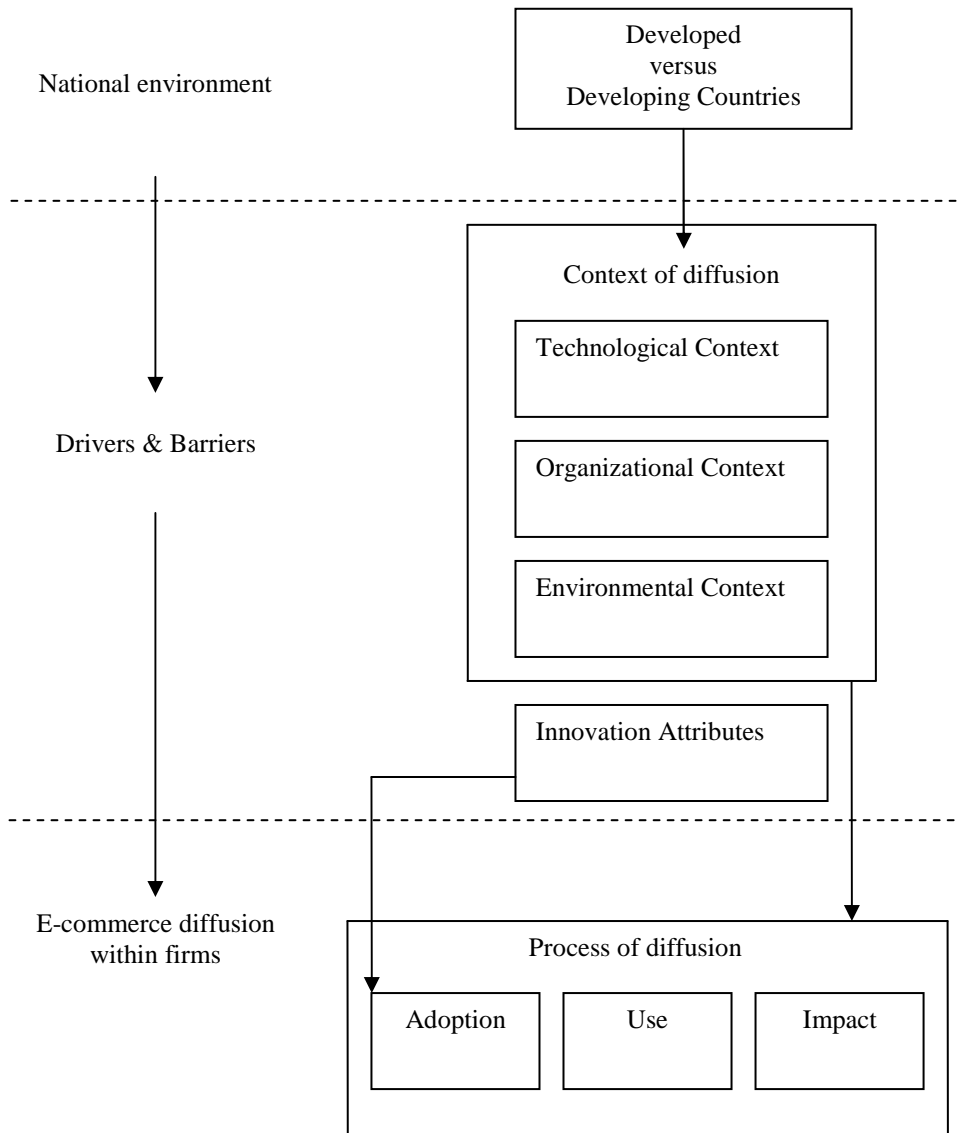 Developed
versus
Developing Countries
National environment
Context of diffusion
Technological Context
Drivers & Barriers
Organizational Context
Environmental Context
Innovation Attributes
E-commerce diffusion
within firms
Process of diffusion
Adoption
Use
Impact